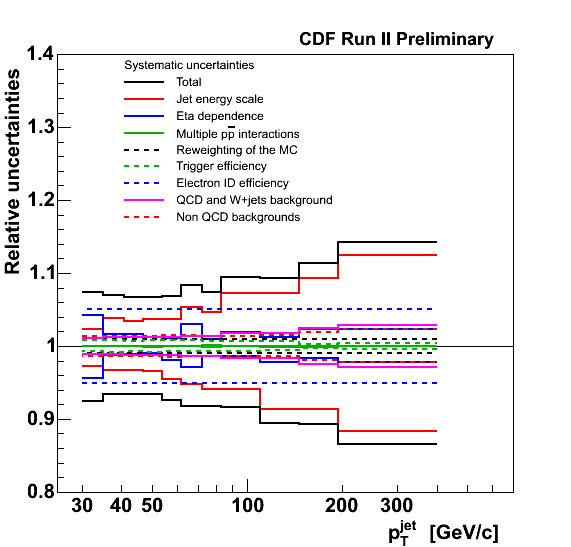 CDF Run II Preliminary
1.4
Systematic uncertainties
Total
Jet energy scale
Eta dependence
Multiple pp̅ interactions
Reweighting of the MC
Trigger efficiency
Electron ID efficiency
QCD and W+jets background
Non QCD backgrounds
Relative uncertainties
1.3
1.2
1.1
1
0.9
0.8
30 40 50 100 200 300
p_T^jet [GeV/c]